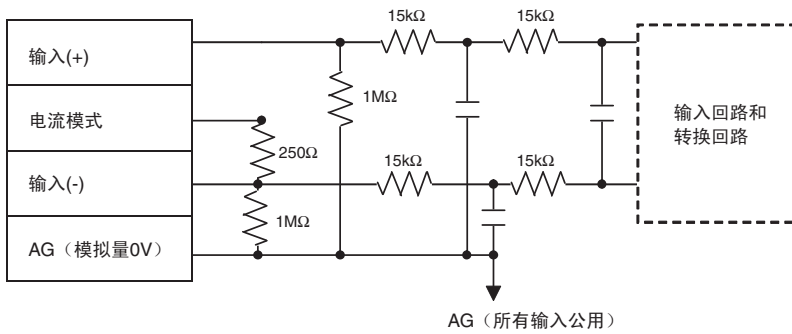 15kΩ 15kΩ
输入(+)
1MΩ
电流模式
输入回路和
转换回路
250Ω
15kΩ 15kΩ
输入(-)
1MΩ
AG（模拟量0V）
AG（所有输入公用）